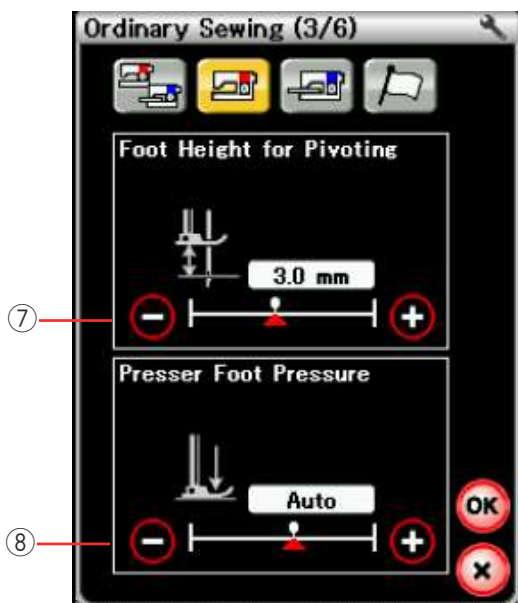 Ordinary Sewing (3/6)
Foot Height for Pivoting
3.0 mm
⑦
Presser Foot Pressure
Auto
OK
⑧